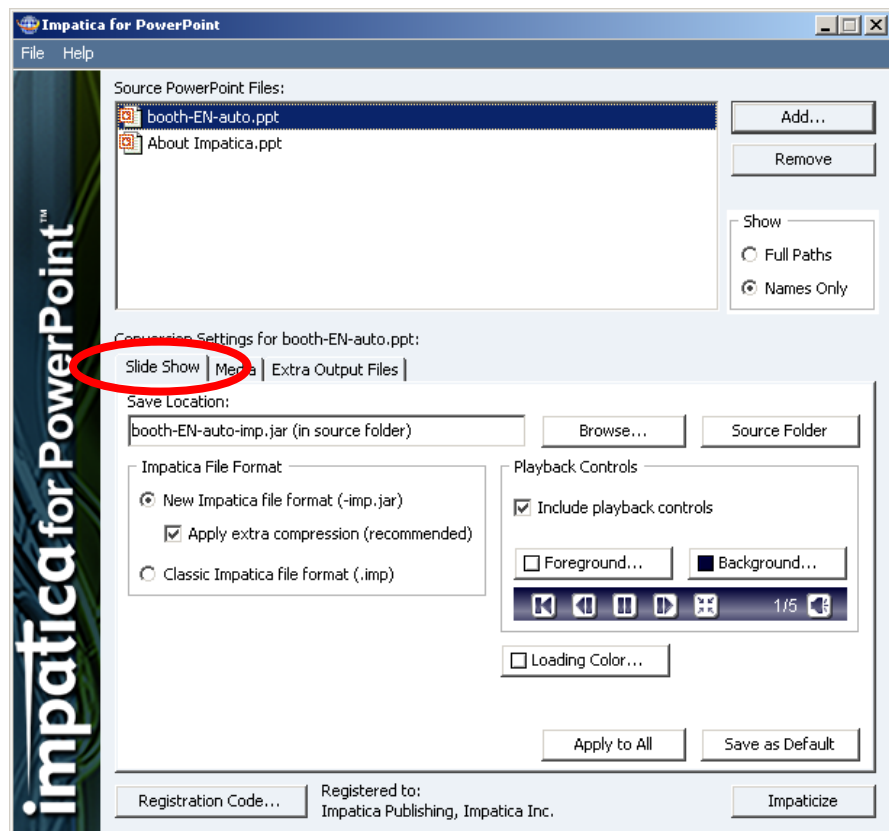 Impatica for PowerPoint
File Help
Source PowerPoint Files:
booth-EN-auto.ppt
About Impatica.ppt
Add...
Remove
Show
Full Paths
Names Only
impatica for PowerPoint™
Conversion Settings for booth-EN-auto.ppt:
Slide Show Media Extra Output Files
Save Location:
booth-EN-auto-imp.jar (in source folder) Browse... Source Folder
Impatica File Format
New Impatica file format (-imp.jar)
Apply extra compression (recommended)
Classic Impatica file format (.imp)
Playback Controls
Include playback controls
Foreground... Background...
1/5
Loading Color...
Apply to All Save as Default
Registration Code...
Registered to:
Impatica Publishing, Impatica Inc.
Impaticize